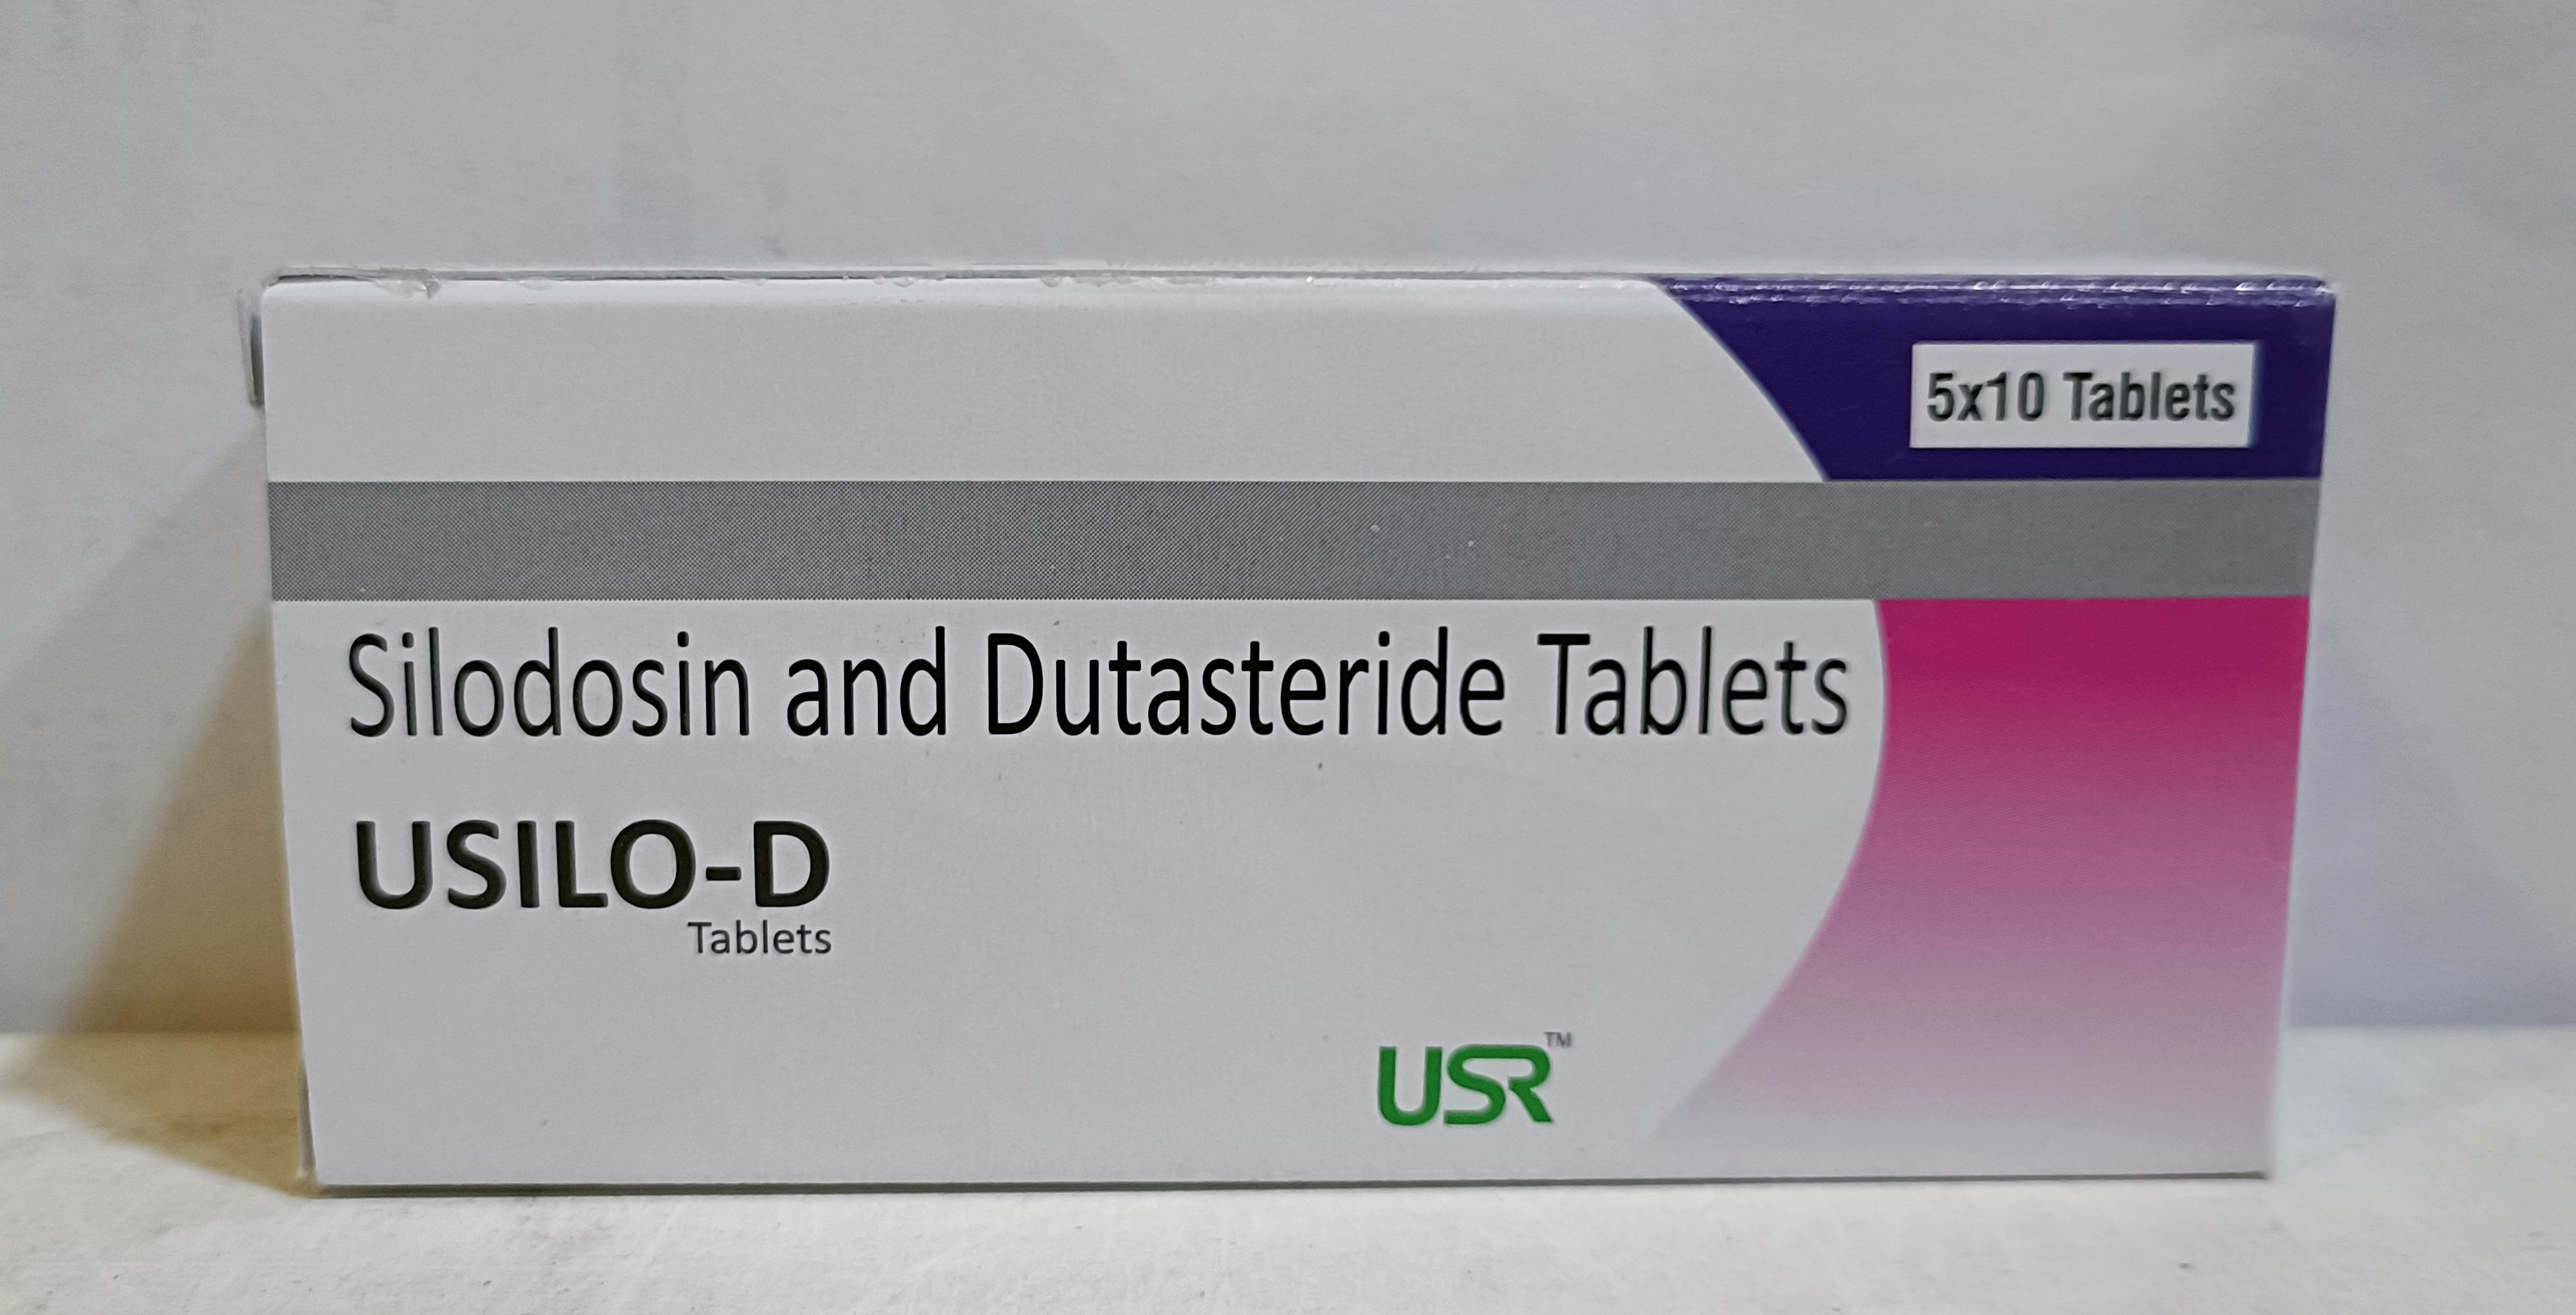 5x10 Tablets
Silodosin and Dutasteride Tablets
USILO-D
Tablets
USR™